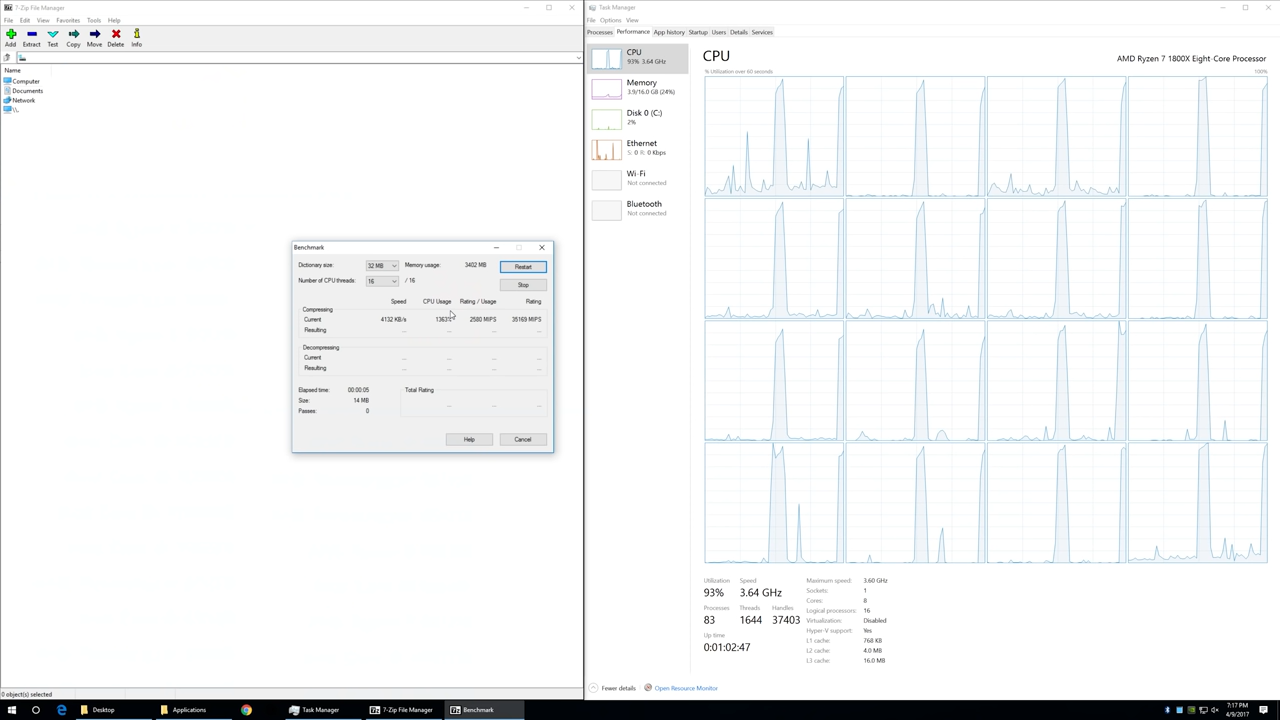 7-Zip File Manager
File Edit View Favorites Tools Help
Add Extract Test Copy Move Delete Info
Name
Computer
Documents
Network
\\.
Benchmark
Dictionary size: 32 MB Memory usage: 3402 MB Restart
Number of CPU threads: 16 / 16 Stop
Speed CPU Usage Rating / Usage Rating
Compressing
Current 4132 KB/s 1363% 2580 MIPS 35169 MIPS
Resulting ... ... ... ...
Decompressing
Current ... ... ... ...
Resulting ... ... ... ...
Elapsed time: 00:00:05 Total Rating
Size: 14 MB ... ... ...
Passes: 0
Help Cancel
0 object(s) selected
Task Manager
File Options View
Processes Performance App history Startup Users Details Services
CPU
93% 3.64 GHz
Memory
3.9/16.0 GB (24%)
Disk 0 (C:)
2%
Ethernet
S: 0 R: 0 Kbps
Wi-Fi
Not connected
Bluetooth
Not connected
CPU AMD Ryzen 7 1800X Eight-Core Processor
% Utilization over 60 seconds 100%
Utilization Speed
93% 3.64 GHz
Processes Threads Handles
83 1644 37403
Up time
0:01:02:47
Maximum speed: 3.60 GHz
Sockets: 1
Cores: 8
Logical processors: 16
Virtualization: Disabled
Hyper-V support: Yes
L1 cache: 768 KB
L2 cache: 4.0 MB
L3 cache: 16.0 MB
Fewer details Open Resource Monitor
Desktop Applications Task Manager 7-Zip File Manager Benchmark
7:17 PM
4/9/2017